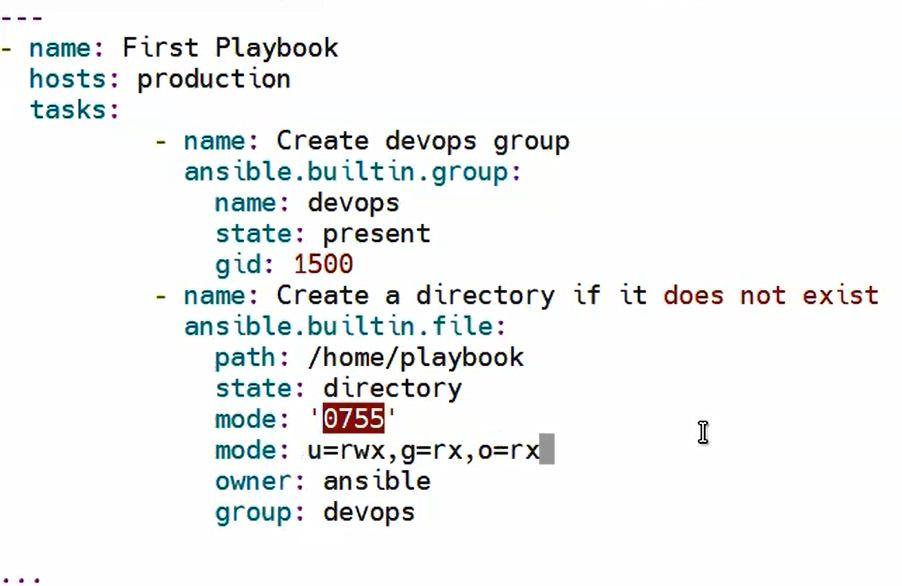 ---
- name: First Playbook
  hosts: production
  tasks:
          - name: Create devops group
            ansible.builtin.group:
              name: devops
              state: present
              gid: 1500
          - name: Create a directory if it does not exist
            ansible.builtin.file:
              path: /home/playbook
              state: directory
              mode: '0755'
              mode: u=rwx,g=rx,o=rx
              owner: ansible
              group: devops
...